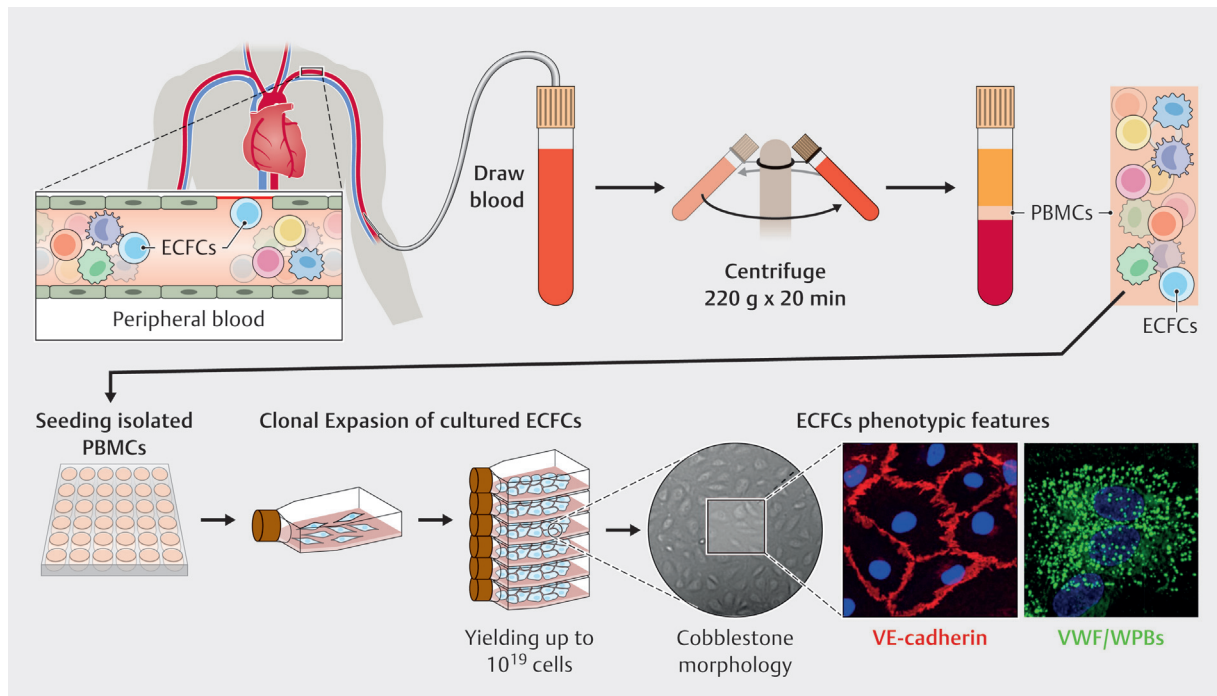 Draw
blood
ECFCs
Peripheral blood
Centrifuge
220 g x 20 min
PBMCs
ECFCs
Seeding isolated
PBMCs
Clonal Expasion of cultured ECFCs
ECFCs phenotypic features
Yielding up to
10¹⁹ cells
Cobblestone
morphology
VE-cadherin
VWF/WPBs